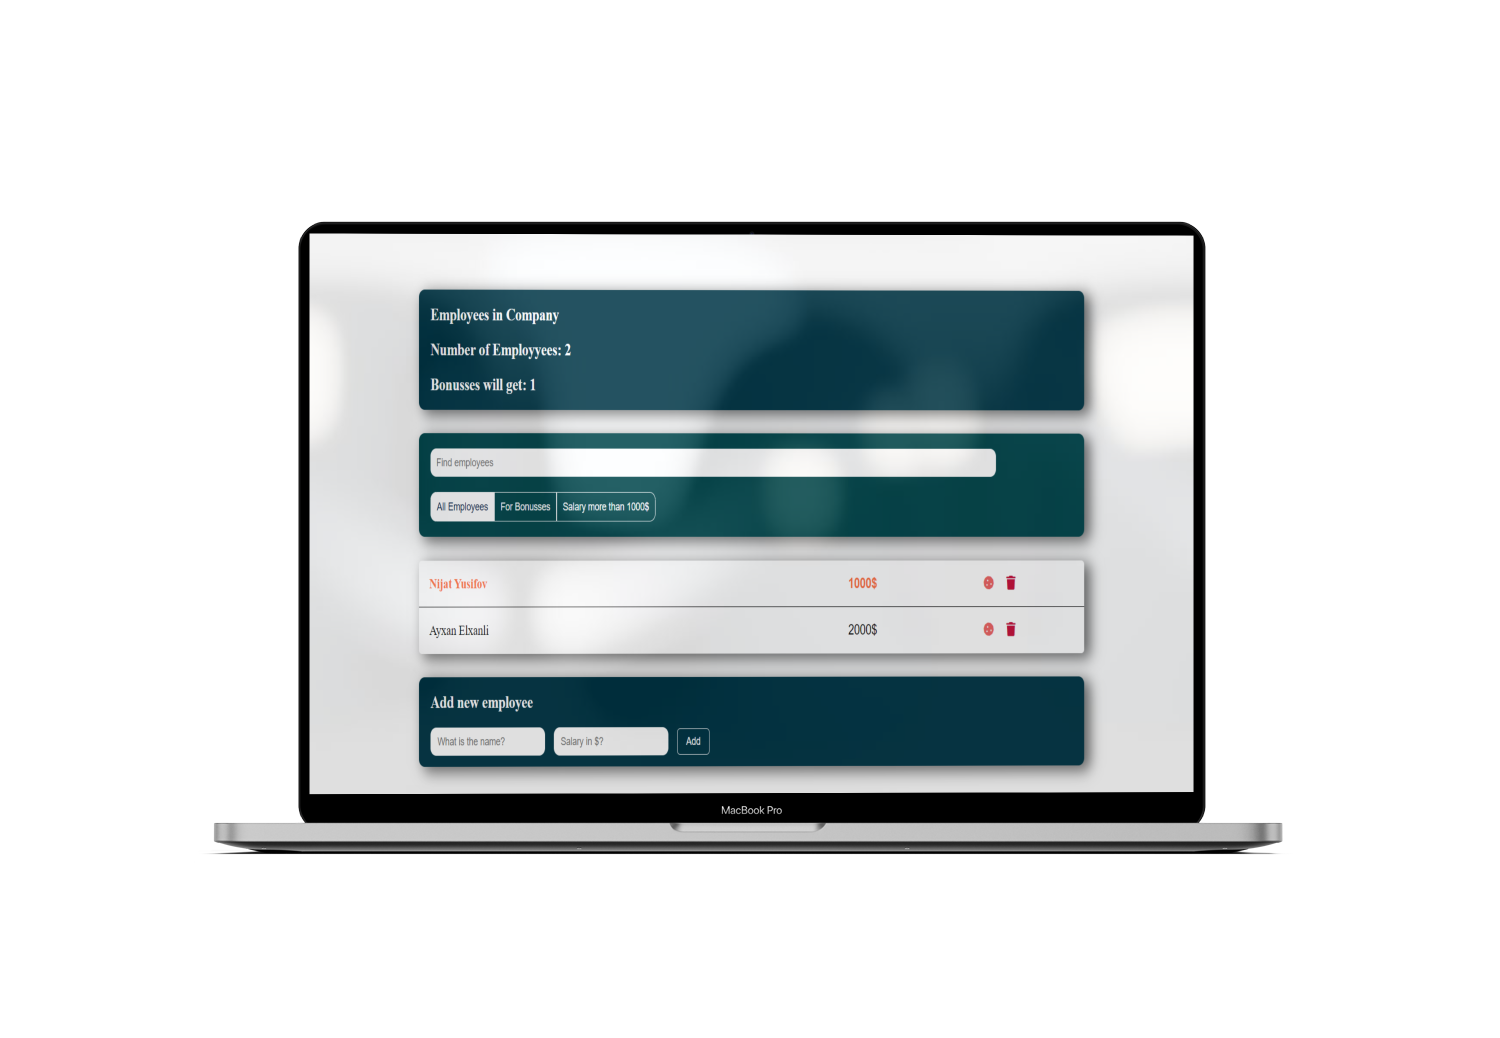 Employees in Company
Number of Employyees: 2
Bonusses will get: 1
Find employees
All Employees For Bonusses Salary more than 1000$
Nijat Yusifov 1000$
Ayxan Elxanli 2000$
Add new employee
What is the name? Salary in $? Add
MacBook Pro